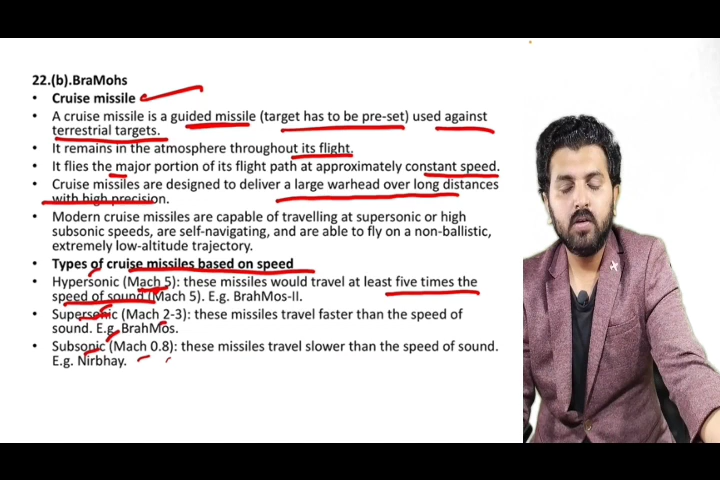 22.(b).BraMohs
• Cruise missile
• A cruise missile is a guided missile (target has to be pre-set) used against
terrestrial targets.
• It remains in the atmosphere throughout its flight.
• It flies the major portion of its flight path at approximately constant speed.
• Cruise missiles are designed to deliver a large warhead over long distances
with high precision.
• Modern cruise missiles are capable of travelling at supersonic or high
subsonic speeds, are self-navigating, and are able to fly on a non-ballistic,
extremely low-altitude trajectory.
• Types of cruise missiles based on speed
• Hypersonic (Mach 5): these missiles would travel at least five times the
speed of sound (Mach 5). E.g. BrahMos-II.
• Supersonic (Mach 2-3): these missiles travel faster than the speed of
sound. E.g. BrahMos.
• Subsonic (Mach 0.8): these missiles travel slower than the speed of sound.
E.g. Nirbhay.